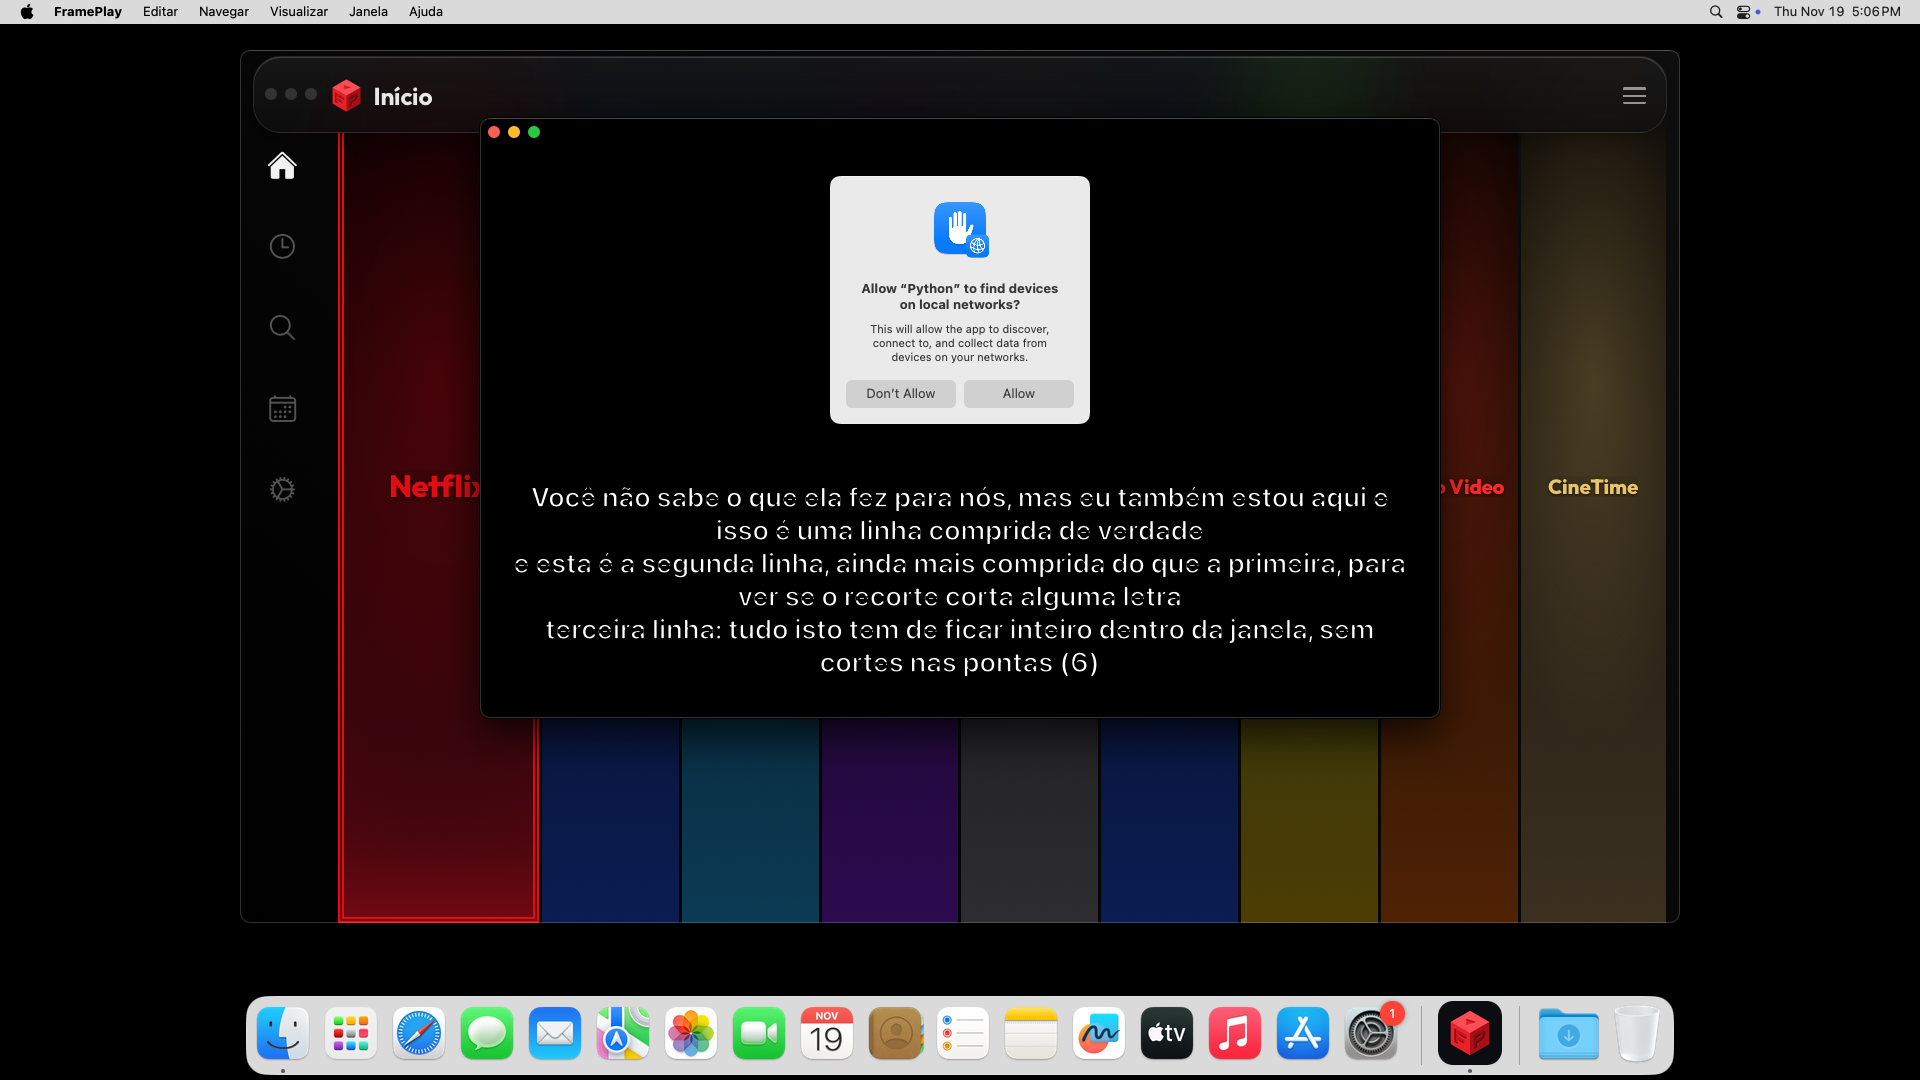 FramePlay Editar Navegar Visualizar Janela Ajuda
Thu Nov 19 5:06 PM
Início
Allow “Python” to find devices
on local networks?
This will allow the app to discover,
connect to, and collect data from
devices on your networks.
Don’t Allow Allow
Netflix
Video
CineTime
Você não sabe o que ela fez para nós, mas eu também estou aqui e
isso é uma linha comprida de verdade
e esta é a segunda linha, ainda mais comprida do que a primeira, para
ver se o recorte corta alguma letra
terceira linha: tudo isto tem de ficar inteiro dentro da janela, sem
cortes nas pontas (6)
NOV
19
tv
1